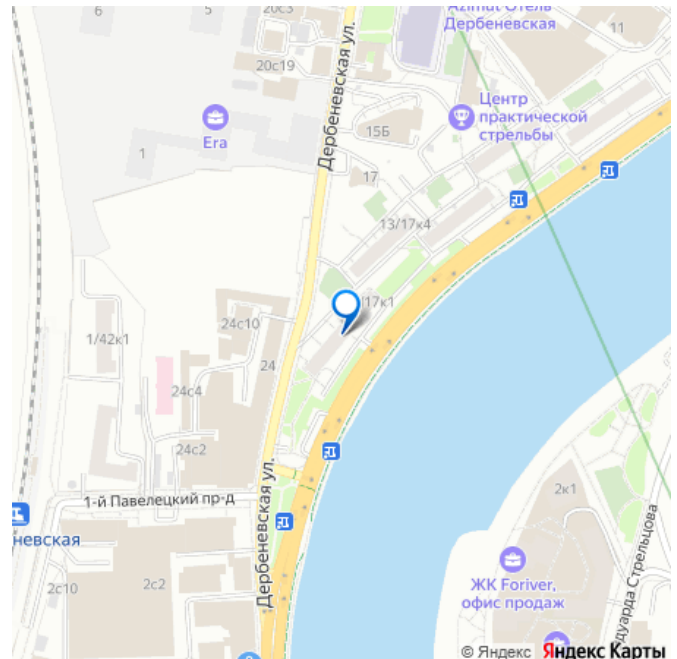 20с3
5
6
Azimut Отель
Дербеневская
11
20с19
Дербеневская ул.
Центр
практической
стрельбы
15Б
Era
1
17
13/17к4
/17к1
24с10
1/42к1
24
24с4
24с2
1-й Павелецкий пр-д
Дербеневская ул.
невская
2с10
2с2
2к1
ЖК Foriver,
офис продаж
дуарда Стрельцова
© Яндекс Яндекс Карты